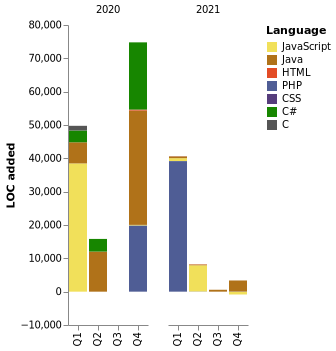 2020 2021
LOC added
80,000
70,000
60,000
50,000
40,000
30,000
20,000
10,000
0
−10,000
Q1 Q2 Q3 Q4 Q1 Q2 Q3 Q4
Language
JavaScript
Java
HTML
PHP
CSS
C#
C